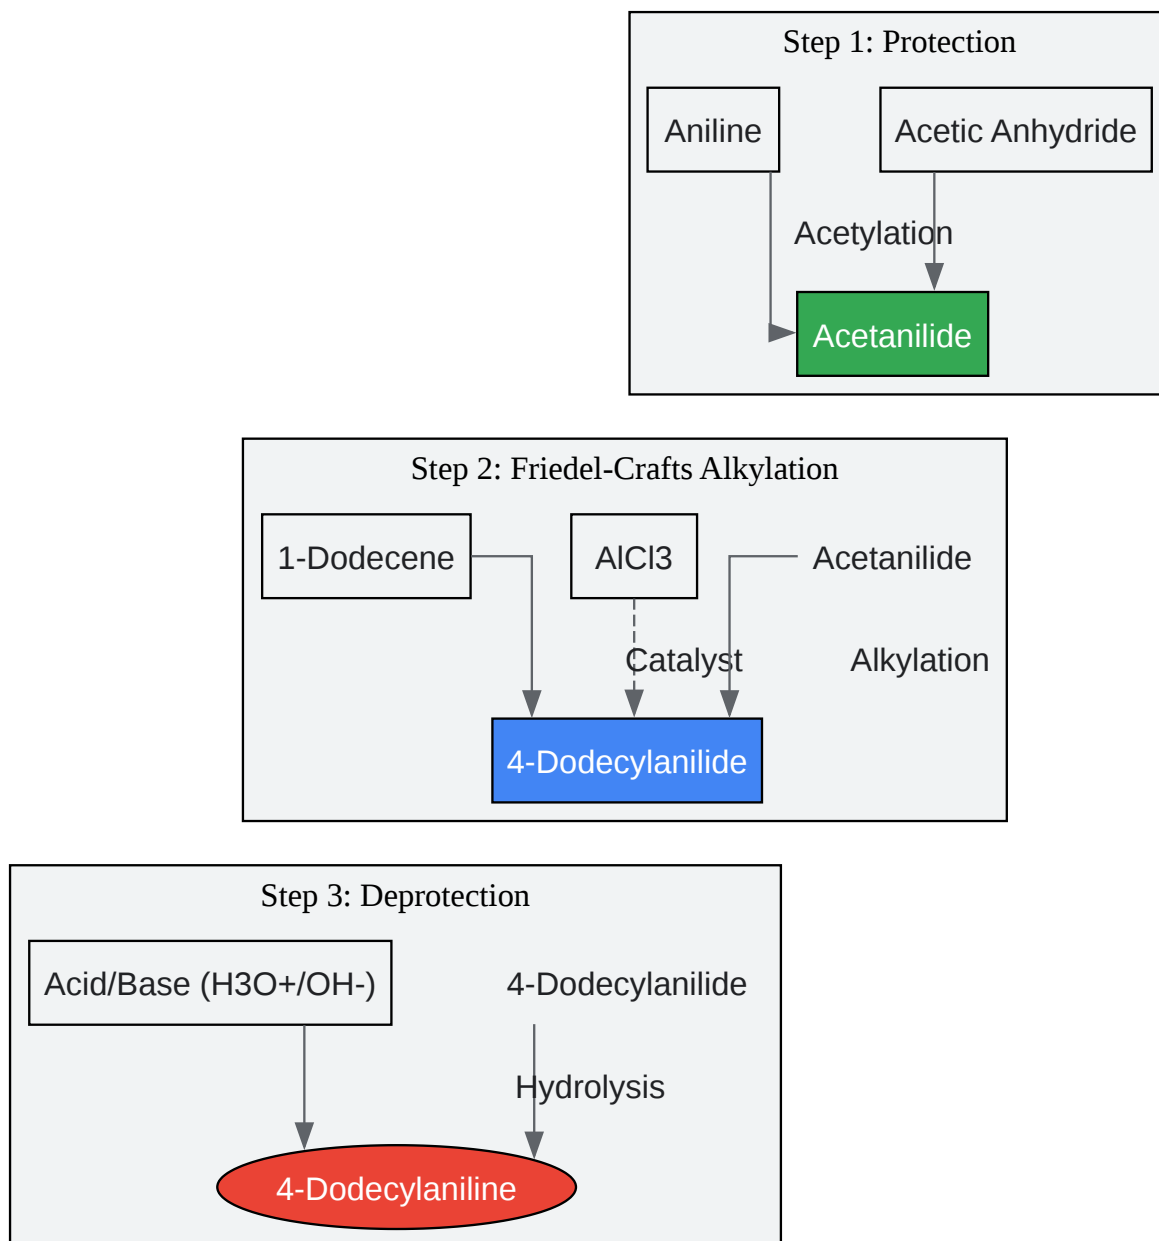 Step 1: Protection
Aniline
Acetic Anhydride
Acetylation
Acetanilide
Step 2: Friedel-Crafts Alkylation
1-Dodecene
AlCl3
Acetanilide
Catalyst
Alkylation
4-Dodecylanilide
Step 3: Deprotection
Acid/Base (H3O+/OH-)
4-Dodecylanilide
Hydrolysis
4-Dodecylaniline